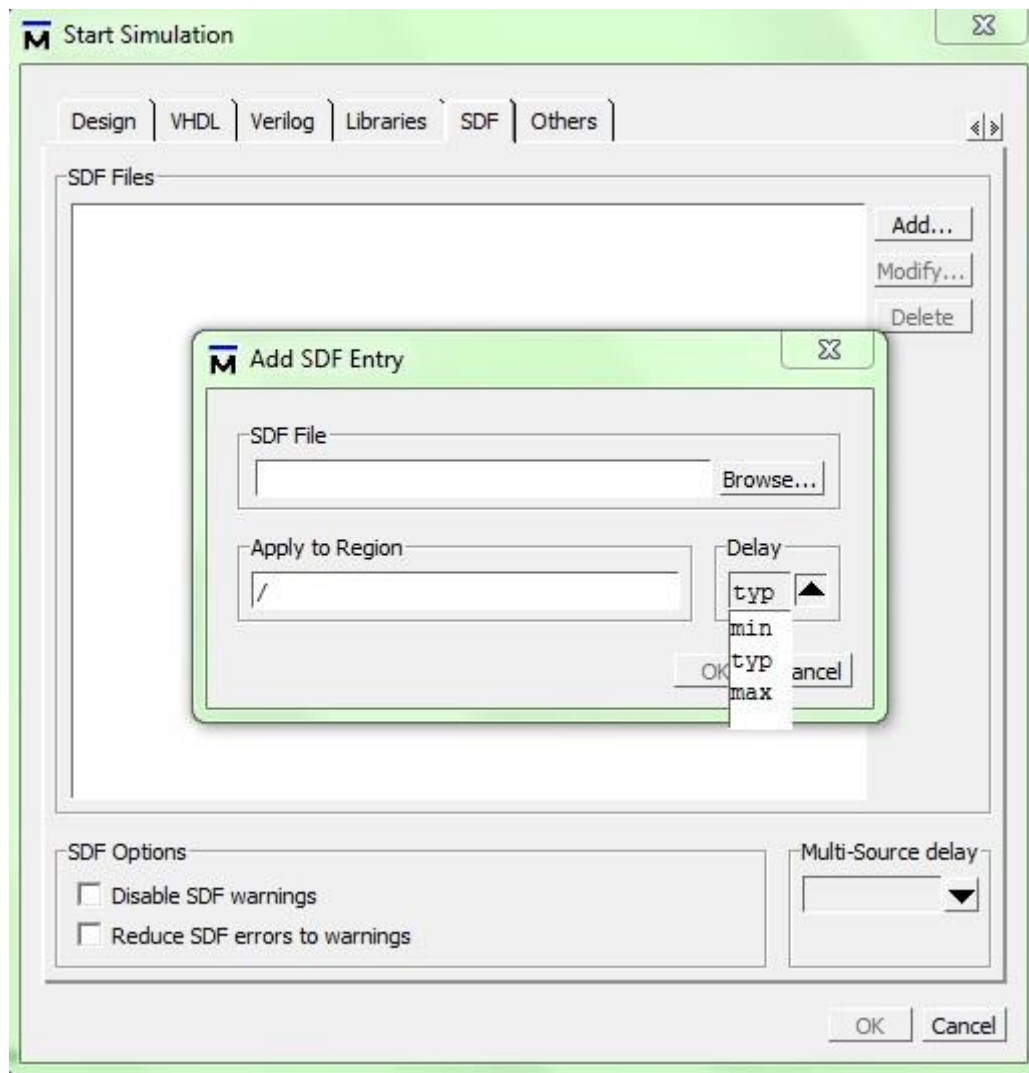 M Start Simulation
Design VHDL Verilog Libraries SDF Others
SDF Files
Add...
Modify...
Delete
M Add SDF Entry
SDF File
Browse...
Apply to Region Delay
/ typ
min
typ
max
OK ancel
SDF Options Multi-Source delay
Disable SDF warnings
Reduce SDF errors to warnings
OK Cancel